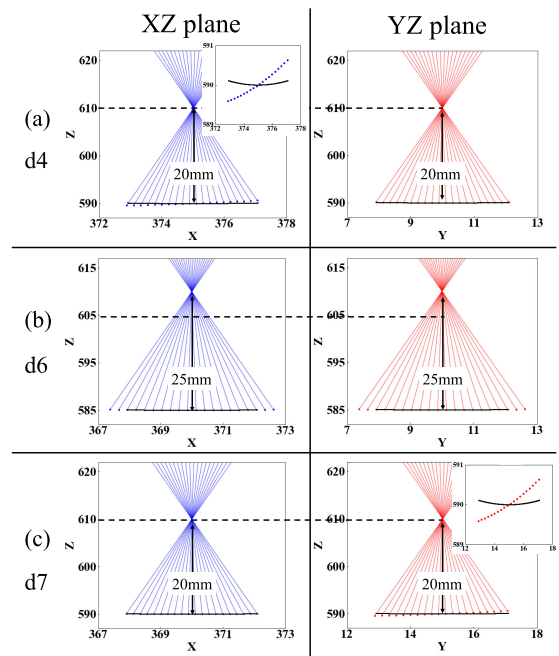 XZ plane YZ plane
(a)
d4
Z
620
610
600
590
20mm
372 374 376 378
X
591
590
589
372 374 376 378
Z
620
610
600
590
20mm
7 9 11 13
Y
(b)
d6
Z
615
605
595
585
25mm
367 369 371 373
X
Z
615
605
595
585
25mm
7 9 11 13
Y
(c)
d7
Z
620
610
600
590
20mm
367 369 371 373
X
Z
620
610
600
590
20mm
12 14 16 18
Y
591
590
589
12 14 16 18